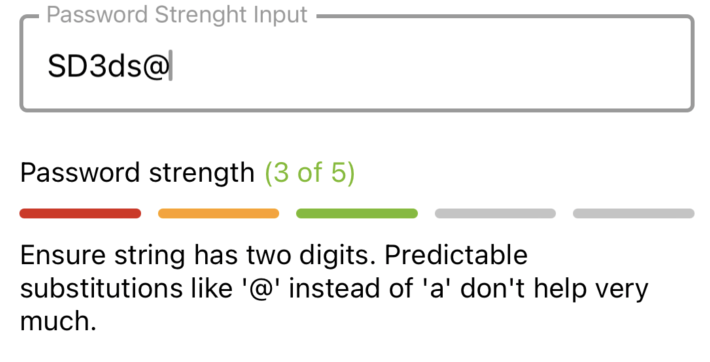 Password Strenght Input
SD3ds@
Password strength (3 of 5)
Ensure string has two digits. Predictable
substitutions like '@' instead of 'a' don't help very
much.